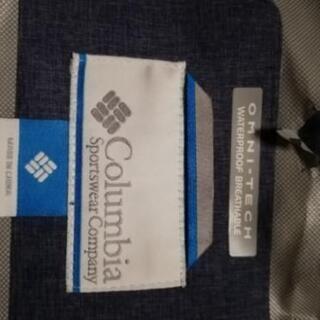 Columbia
Sportswear Company
OMNI-TECH
WATERPROOF BREATHABLE
MADE IN CHINA